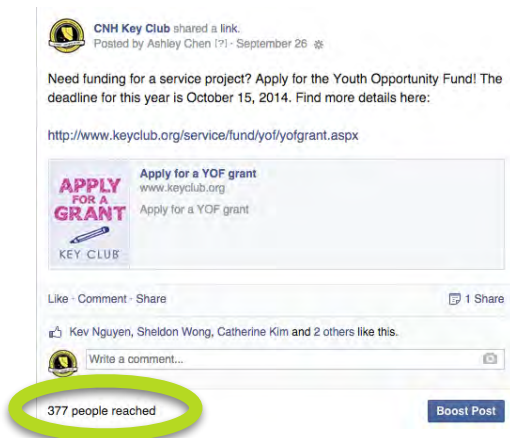 CNH Key Club shared a link.
Posted by Ashley Chen [?] · September 26
Need funding for a service project? Apply for the Youth Opportunity Fund! The
deadline for this year is October 15, 2014. Find more details here:
http://www.keyclub.org/service/fund/yof/yofgrant.aspx
APPLY
FOR A
GRANT
KEY CLUB
Apply for a YOF grant
www.keyclub.org
Apply for a YOF grant
Like · Comment · Share
1 Share
Kev Nguyen, Sheldon Wong, Catherine Kim and 2 others like this.
Write a comment...
377 people reached
Boost Post